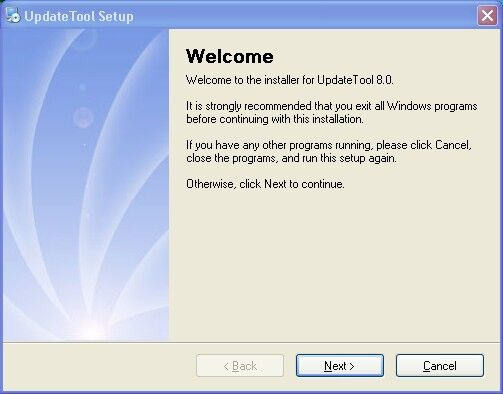 UpdateTool Setup
Welcome
Welcome to the installer for UpdateTool 8.0.
It is strongly recommended that you exit all Windows programs
before continuing with this installation.
If you have any other programs running, please click Cancel,
close the programs, and run this setup again.
Otherwise, click Next to continue.
< Back
Next >
Cancel